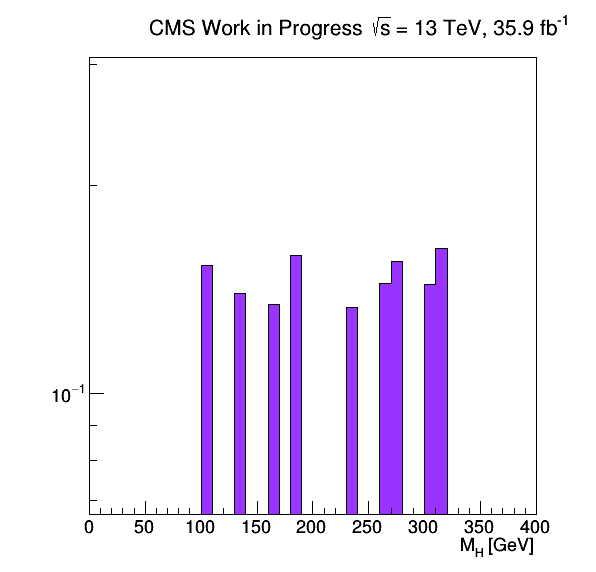 CMS Work in Progress √s = 13 TeV, 35.9 fb⁻¹
10⁻¹
0 50 100 150 200 250 300 350 400
M_H [GeV]